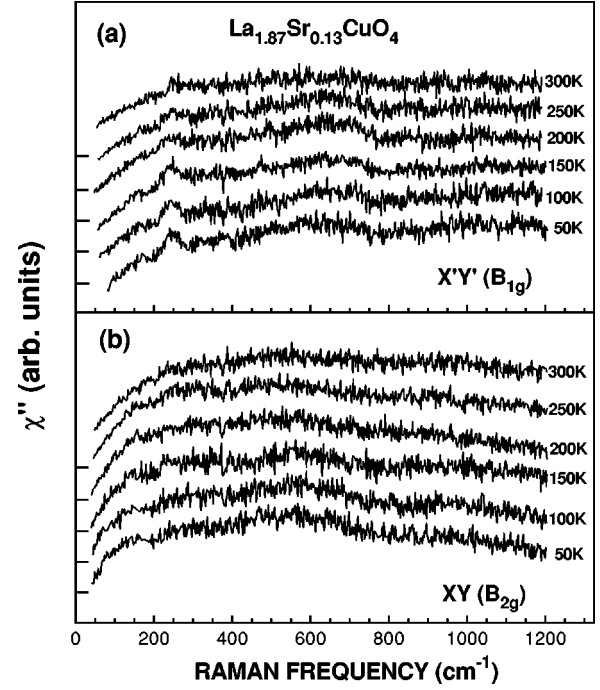 (a) La1.87Sr0.13CuO4
300K
250K
200K
150K
100K
50K
X'Y' (B1g)
χ'' (arb. units)
(b)
300K
250K
200K
150K
100K
50K
XY (B2g)
0 200 400 600 800 1000 1200
RAMAN FREQUENCY (cm-1)